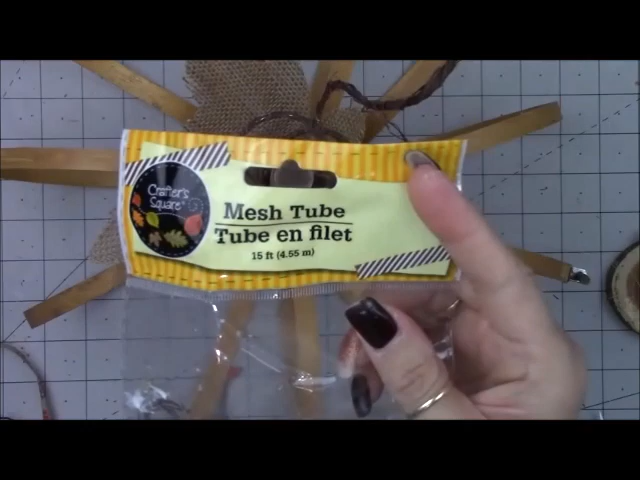 Crafter's
Square
Mesh Tube
Tube en filet
15 ft (4.55 m)